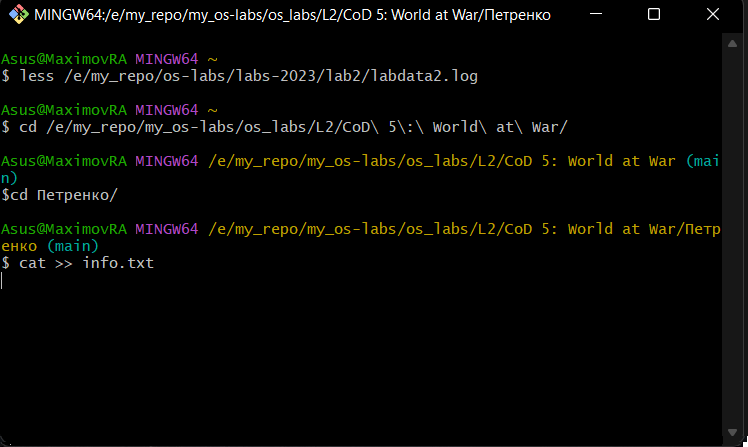 MINGW64:/e/my_repo/my_os-labs/os_labs/L2/CoD 5: World at War/Петренко
Asus@MaximovRA MINGW64 ~
$ less /e/my_repo/os-labs/labs-2023/lab2/labdata2.log
Asus@MaximovRA MINGW64 ~
$ cd /e/my_repo/my_os-labs/os_labs/L2/CoD\ 5\:\ World\ at\ War/
Asus@MaximovRA MINGW64 /e/my_repo/my_os-labs/os_labs/L2/CoD 5: World at War (mai
n)
$cd Петренко/
Asus@MaximovRA MINGW64 /e/my_repo/my_os-labs/os_labs/L2/CoD 5: World at War/Петр
енко (main)
$ cat >> info.txt